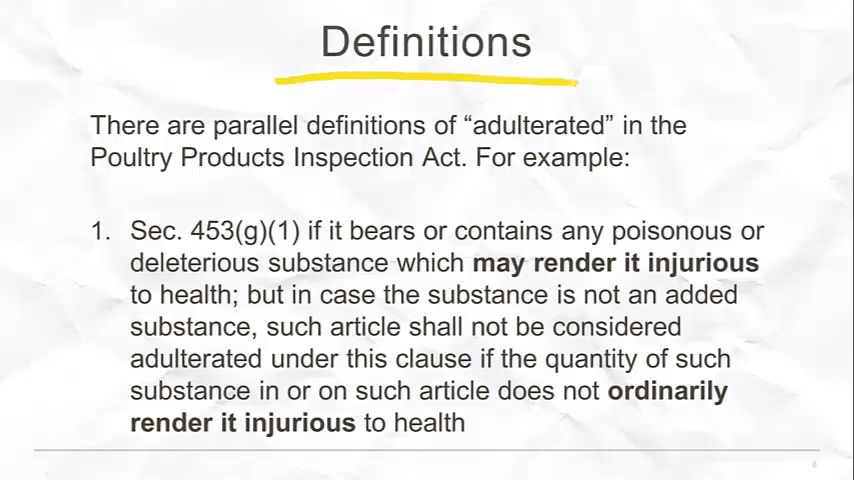 Definitions
There are parallel definitions of “adulterated” in the
Poultry Products Inspection Act. For example:
1. Sec. 453(g)(1) if it bears or contains any poisonous or
deleterious substance which may render it injurious
to health; but in case the substance is not an added
substance, such article shall not be considered
adulterated under this clause if the quantity of such
substance in or on such article does not ordinarily
render it injurious to health
6